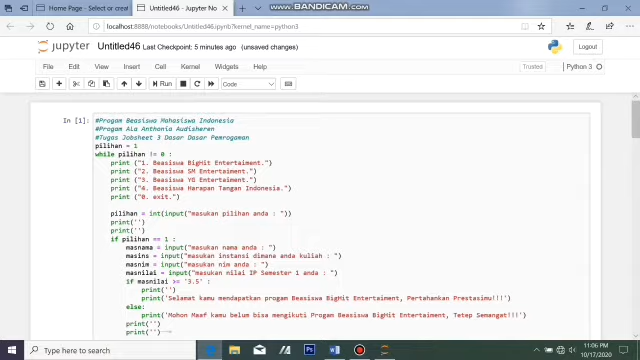 Home Page - Select or creat
Untitled46 - Jupyter No
WWW.BANDICAM.COM
localhost:8888/notebooks/Untitled46.ipynb?kernel_name=python3
jupyter Untitled46 Last Checkpoint: 5 minutes ago (unsaved changes)
Logout
File Edit View Insert Cell Kernel Widgets Help
Trusted
Python 3
Run
Code
In [1]:
#Progam Beasiswa Mahasiswa Indonesia
#Progam Ala Anthonia Audisheren
#Tugas Jobsheet 3 Dasar Dasar Pemrogaman
pilihan = 1
while pilihan != 0 :
print ("1. Beasiswa BigHit Entertaiment.")
print ("2. Beasiswa SM Entertaiment.")
print ("3. Beasiswa YG Entertaiment.")
print ("4. Beasiswa Harapan Tangan Indonesia.")
print ("0. exit.")
pilihan = int(input("masukan pilihan anda : "))
print('')
print('')
if pilihan == 1 :
masnama = input("masukan nama anda : ")
masins = input("masukan instansi dimana anda kuliah : ")
masnim = input("masukan nim anda : ")
masnilai = input("masukan nilai IP Semester 1 anda : ")
if masnilai >= '3.5' :
print('')
print('Selamat kamu mendapatkan progam Beasiswa BigHit Entertaiment, Pertahankan Prestasimu!!!')
else:
print('Mohon Maaf kamu belum bisa mengikuti Progam Beasiswa BigHit Entertaiment, Tetep Semangat!!!')
print('')
print('')
Type here to search
11:06 PM
10/17/2020